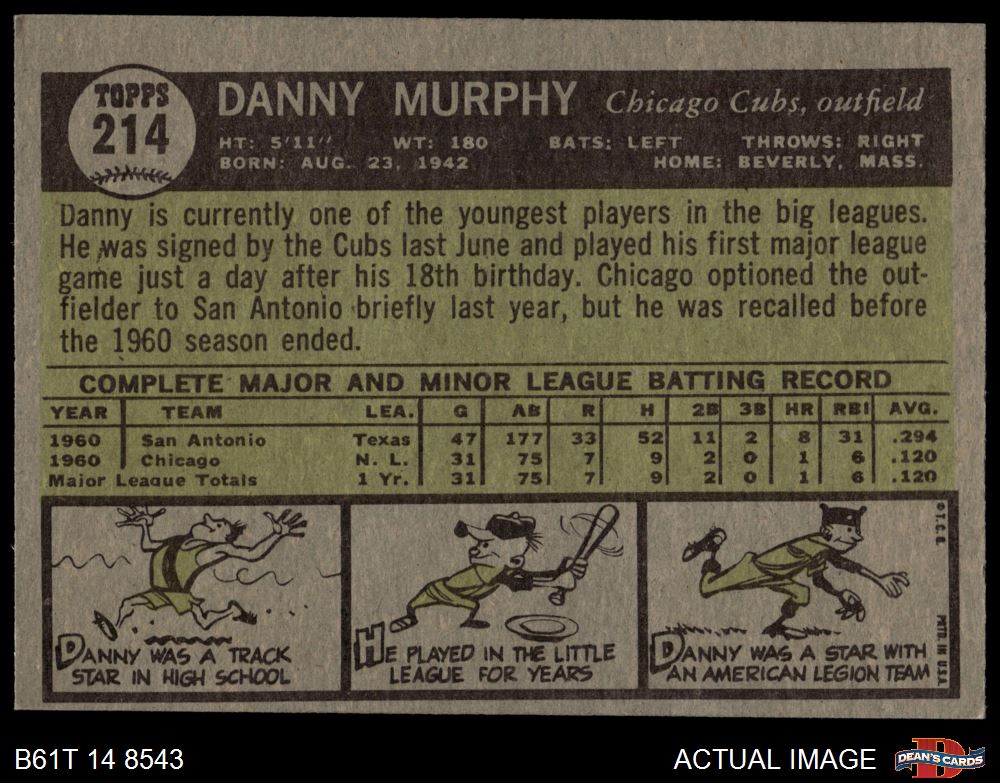 TOPPS
214
DANNY MURPHY Chicago Cubs, outfield
HT: 5'11" WT: 180 BATS: LEFT THROWS: RIGHT
BORN: AUG. 23, 1942 HOME: BEVERLY, MASS.
Danny is currently one of the youngest players in the big leagues.
He was signed by the Cubs last June and played his first major league
game just a day after his 18th birthday. Chicago optioned the out-
fielder to San Antonio briefly last year, but he was recalled before
the 1960 season ended.
COMPLETE MAJOR AND MINOR LEAGUE BATTING RECORD
YEAR TEAM LEA. G AB R H 2B 3B HR RBI AVG.
1960 San Antonio Texas 47 177 33 52 11 2 8 31 .294
1960 Chicago N. L. 31 75 7 9 2 0 1 6 .120
Major League Totals 1 Yr. 31 75 7 9 2 0 1 6 .120
DANNY WAS A TRACK
STAR IN HIGH SCHOOL
HE PLAYED IN THE LITTLE
LEAGUE FOR YEARS
DANNY WAS A STAR WITH
AN AMERICAN LEGION TEAM
© T.C.G.
PRTD. IN U.S.A.
B61T 14 8543
ACTUAL IMAGE
D
DEAN'S CARDS